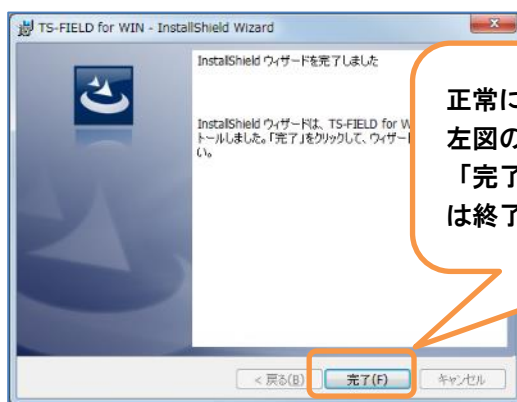 TS-FIELD for WIN - InstallShield Wizard
InstallShield ウィザードを完了しました
InstallShield ウィザードは、TS-FIELD for W
トールしました。「完了」をクリックして、ウィザード
い。
正常に
左図の
「完了
は終了
< 戻る(B)
完了(F)
キャンセル